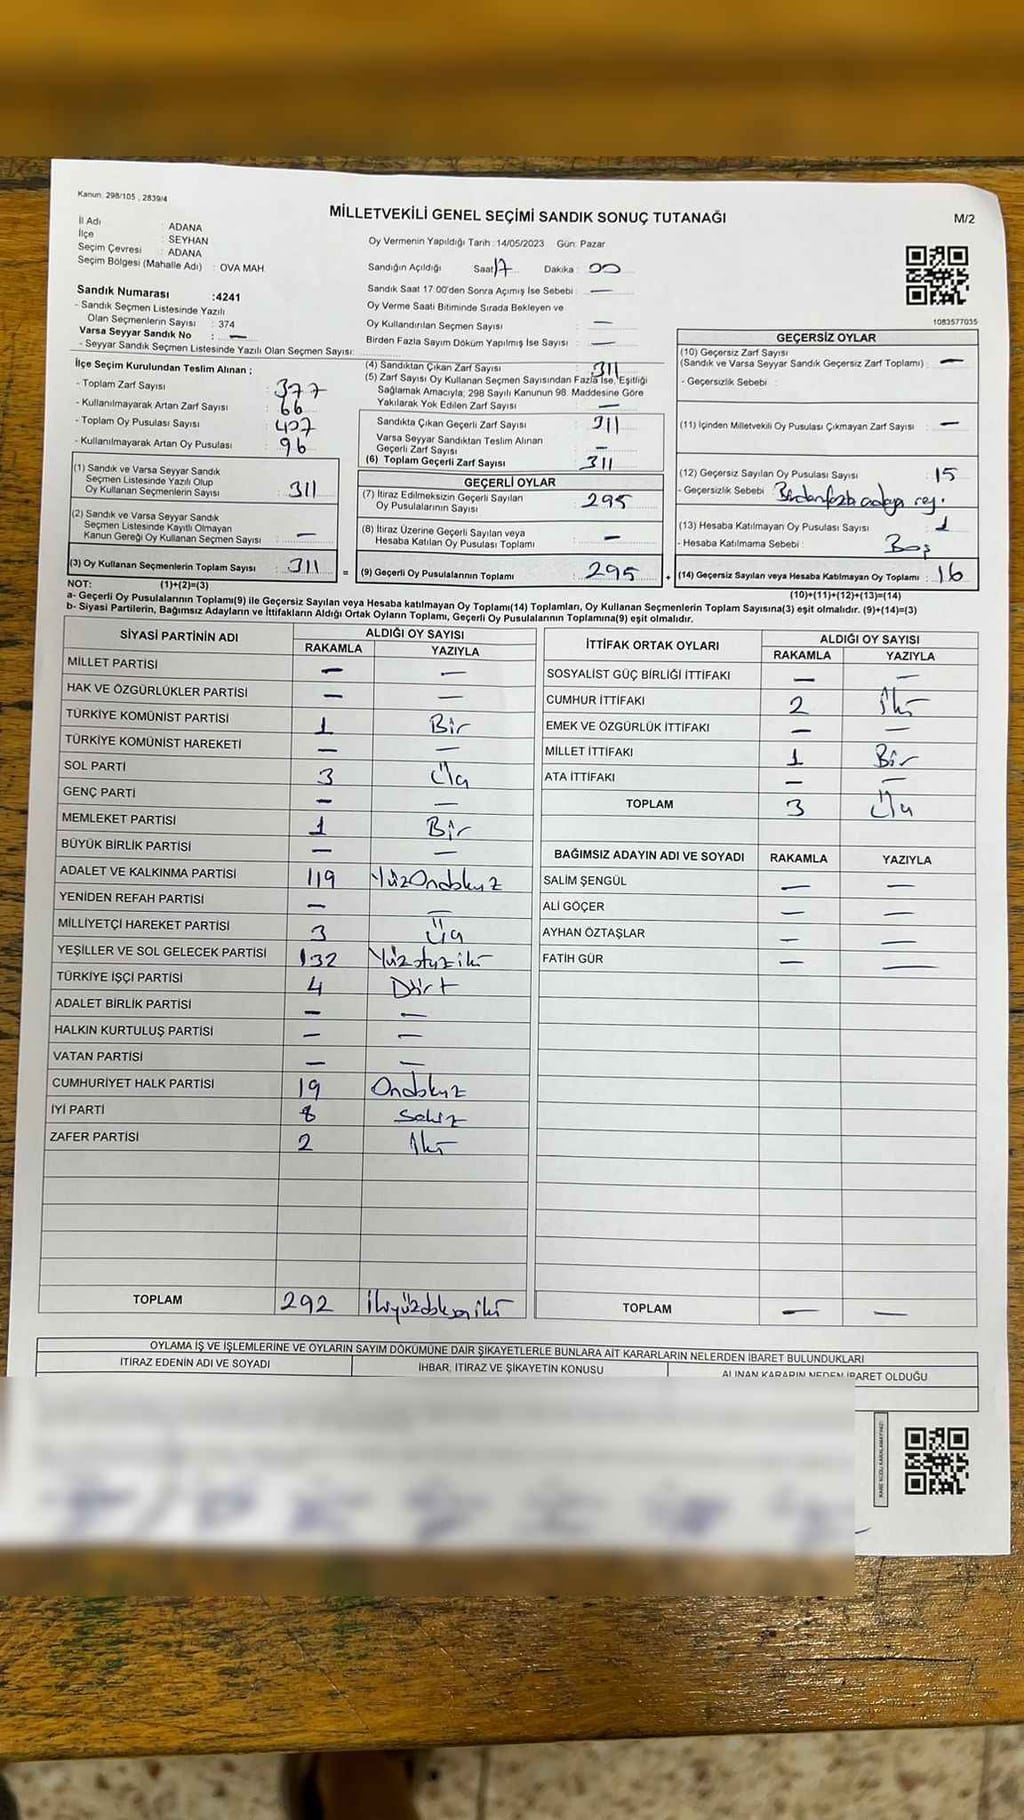 Kanun: 298/105 , 2839/4
MİLLETVEKİLİ GENEL SEÇİMİ SANDIK SONUÇ TUTANAĞI
M/2
İl Adı : ADANA
İlçe : SEYHAN
Seçim Çevresi : ADANA
Seçim Bölgesi (Mahalle Adı) : OVA MAH.
Oy Vermenin Yapıldığı Tarih : 14/05/2023 Gün: Pazar
Sandığın Açıldığı Saat 17 Dakika : 00
Sandık Saat 17.00'den Sonra Açımış İse Sebebi : —
Oy Verme Saati Bitiminde Sırada Bekleyen ve
Oy Kullandırılan Seçmen Sayısı —
Birden Fazla Sayım Döküm Yapılmış İse Sayısı : —
1083577035
Sandık Numarası :4241
- Sandık Seçmen Listesinde Yazılı
Olan Seçmenlerin Sayısı : 374
Varsa Seyyar Sandık No : —
- Seyyar Sandık Seçmen Listesinde Yazılı Olan Seçmen Sayısı:
İlçe Seçim Kurulundan Teslim Alınan :
- Toplam Zarf Sayısı : 377
- Kullanılmayarak Artan Zarf Sayısı : 66
- Toplam Oy Pusulası Sayısı : 407
- Kullanılmayarak Artan Oy Pusulası : 96
(1) Sandık ve Varsa Seyyar Sandık
Seçmen Listesinde Yazılı Olup
Oy Kullanan Seçmenlerin Sayısı : 311
(2) Sandık ve Varsa Seyyar Sandık
Seçmen Listesinde Kayıtlı Olmayan
Kanun Gereği Oy Kullanan Seçmen Sayısı : —
(3) Oy Kullanan Seçmenlerin Toplam Sayısı : 311 =
(4) Sandıktan Çıkan Zarf Sayısı : 311
(5) Zarf Sayısı Oy Kullanan Seçmen Sayısından Fazla İse, Eşitliği
Sağlamak Amacıyla; 298 Sayılı Kanunun 98. Maddesine Göre
Yakılarak Yok Edilen Zarf Sayısı : —
Sandıkta Çıkan Geçerli Zarf Sayısı : 311
Varsa Seyyar Sandıktan Teslim Alınan
Geçerli Zarf Sayısı : —
(6) Toplam Geçerli Zarf Sayısı : 311
GEÇERLİ OYLAR
(7) İtiraz Edilmeksizin Geçerli Sayılan
Oy Pusulalarının Sayısı : 295
(8) İtiraz Üzerine Geçerli Sayılan veya
Hesaba Katılan Oy Pusulası Toplamı : —
(9) Geçerli Oy Pusulalarının Toplamı : 295 +
GEÇERSİZ OYLAR
(10) Geçersiz Zarf Sayısı
(Sandık ve Varsa Seyyar Sandık Geçersiz Zarf Toplamı) : —
- Geçersizlik Sebebi :
(11) İçinden Milletvekili Oy Pusulası Çıkmayan Zarf Sayısı : —
(12) Geçersiz Sayılan Oy Pusulası Sayısı : 15
- Geçersizlik Sebebi : Birden fazla adaya rey.
(13) Hesaba Katılmayan Oy Pusulası Sayısı : 1
- Hesaba Katılmama Sebebi : Boş
(14) Geçersiz Sayılan veya Hesaba Katılmayan Oy Toplamı : 16
NOT: (1)+(2)=(3)
(10)+(11)+(12)+(13)=(14)
a- Geçerli Oy Pusulalarının Toplamı(9) ile Geçersiz Sayılan veya Hesaba katılmayan Oy Toplamı(14) Toplamları, Oy Kullanan Seçmenlerin Toplam Sayısına(3) eşit olmalıdır. (9)+(14)=(3)
b- Siyasi Partilerin, Bağımsız Adayların ve İttifakların Aldığı Ortak Oyların Toplamı, Geçerli Oy Pusulalarının Toplamına(9) eşit olmalıdır.
SİYASİ PARTİNİN ADI ALDIĞI OY SAYISI
RAKAMLA YAZIYLA
MİLLET PARTİSİ — —
HAK VE ÖZGÜRLÜKLER PARTİSİ — —
TÜRKİYE KOMÜNİST PARTİSİ 1 Bir
TÜRKİYE KOMÜNİST HAREKETİ — —
SOL PARTİ 3 Üç
GENÇ PARTİ — —
MEMLEKET PARTİSİ 1 Bir
BÜYÜK BİRLİK PARTİSİ — —
ADALET VE KALKINMA PARTİSİ 119 YüzOndokuz
YENİDEN REFAH PARTİSİ — —
MİLLİYETÇİ HAREKET PARTİSİ 3 Üç
YEŞİLLER VE SOL GELECEK PARTİSİ 132 Yüzotuziki
TÜRKİYE İŞÇİ PARTİSİ 4 Dört
ADALET BİRLİK PARTİSİ — —
HALKIN KURTULUŞ PARTİSİ — —
VATAN PARTİSİ — —
CUMHURİYET HALK PARTİSİ 19 Ondokuz
İYİ PARTİ 8 Sekiz
ZAFER PARTİSİ 2 İki
TOPLAM 292 İkiyüzdoksaniki
İTTİFAK ORTAK OYLARI ALDIĞI OY SAYISI
RAKAMLA YAZIYLA
SOSYALİST GÜÇ BİRLİĞİ İTTİFAKI — —
CUMHUR İTTİFAKI 2 İki
EMEK VE ÖZGÜRLÜK İTTİFAKI — —
MİLLET İTTİFAKI 1 Bir
ATA İTTİFAKI — —
TOPLAM 3 Üç
BAĞIMSIZ ADAYIN ADI VE SOYADI RAKAMLA YAZIYLA
SALİM ŞENGÜL — —
ALİ GÖÇER — —
AYHAN ÖZTAŞLAR — —
FATİH GÜR — —
TOPLAM — —
OYLAMA İŞ VE İŞLEMLERİNE VE OYLARIN SAYIM DÖKÜMÜNE DAİR ŞİKAYETLERLE BUNLARA AİT KARARLARIN NELERDEN İBARET BULUNDUKLARI
İTİRAZ EDENİN ADI VE SOYADI İHBAR, İTİRAZ VE ŞİKAYETİN KONUSU ALINAN KARARIN NEDEN İBARET OLDUĞU